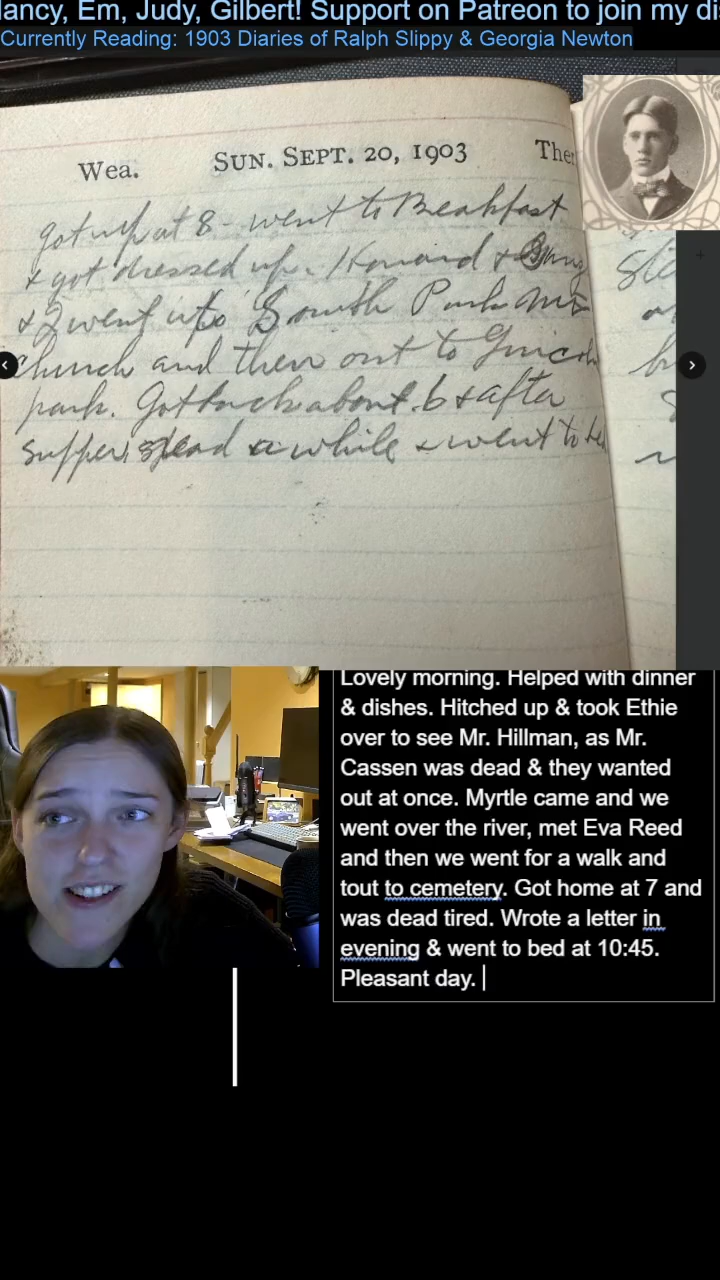 lancy, Em, Judy, Gilbert! Support on Patreon to join my di
Currently Reading: 1903 Diaries of Ralph Slippy & Georgia Newton
Wea. SUN. SEPT. 20, 1903 Ther
got up at 8 - went to Breakfast
& got dressed up. Howard &
& I went up to South Park Ave
Church and then out to Lincoln
park. Got back about 6 & after
supper, read a while & went to be
Lovely morning. Helped with dinner
& dishes. Hitched up & took Ethie
over to see Mr. Hillman, as Mr.
Cassen was dead & they wanted
out at once. Myrtle came and we
went over the river, met Eva Reed
and then we went for a walk and
tout to cemetery. Got home at 7 and
was dead tired. Wrote a letter in
evening & went to bed at 10:45.
Pleasant day.